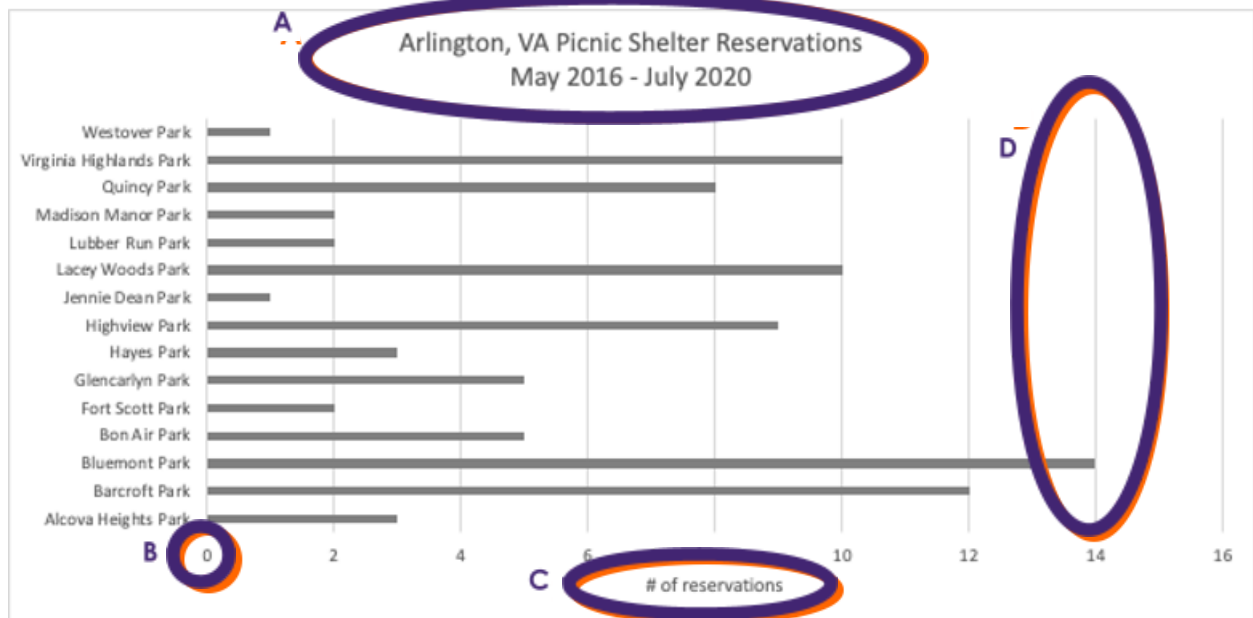 A
Arlington, VA Picnic Shelter Reservations
May 2016 - July 2020
D
Westover Park
Virginia Highlands Park
Quincy Park
Madison Manor Park
Lubber Run Park
Lacey Woods Park
Jennie Dean Park
Highview Park
Hayes Park
Glencarlyn Park
Fort Scott Park
Bon Air Park
Bluemont Park
Barcroft Park
Alcova Heights Park
B 0 2 4 6 10 12 14 16
C # of reservations